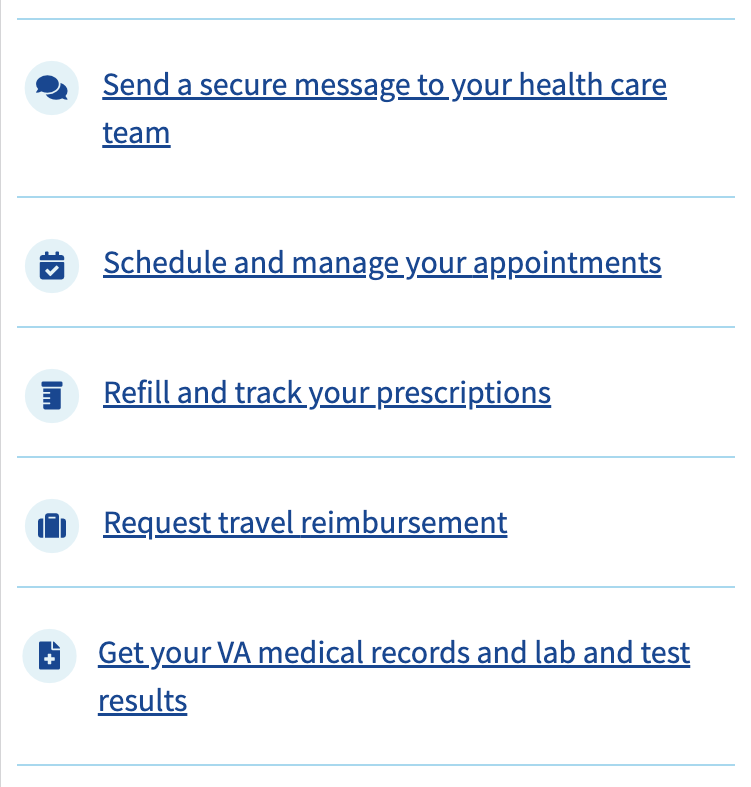 Send a secure message to your health care
team
Schedule and manage your appointments
Refill and track your prescriptions
Request travel reimbursement
Get your VA medical records and lab and test
results